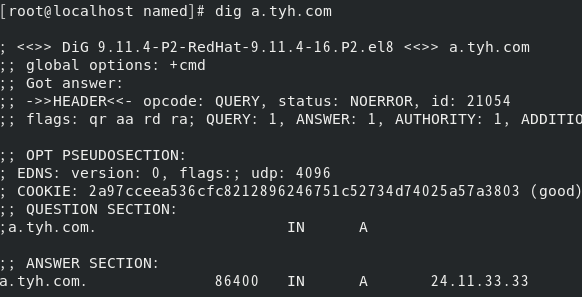 [root@localhost named]# dig a.tyh.com
; <<>> DiG 9.11.4-P2-RedHat-9.11.4-16.P2.el8 <<>> a.tyh.com
;; global options: +cmd
;; Got answer:
;; ->>HEADER<<- opcode: QUERY, status: NOERROR, id: 21054
;; flags: qr aa rd ra; QUERY: 1, ANSWER: 1, AUTHORITY: 1, ADDITIO
;; OPT PSEUDOSECTION:
; EDNS: version: 0, flags:; udp: 4096
; COOKIE: 2a97cceea536cfc8212896246751c52734d74025a57a3803 (good)
;; QUESTION SECTION:
;a.tyh.com. IN A
;; ANSWER SECTION:
a.tyh.com. 86400 IN A 24.11.33.33